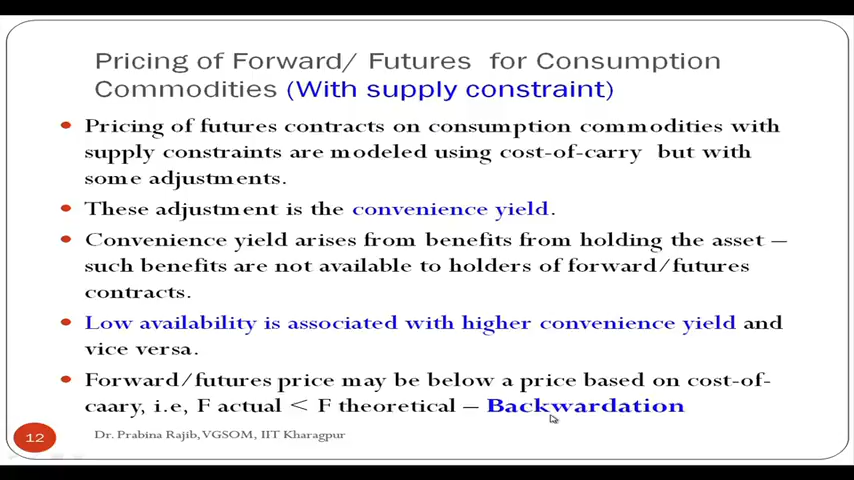 Pricing of Forward/ Futures for Consumption
Commodities (With supply constraint)
• Pricing of futures contracts on consumption commodities with
supply constraints are modeled using cost-of-carry but with
some adjustments.
• These adjustment is the convenience yield.
• Convenience yield arises from benefits from holding the asset –
such benefits are not available to holders of forward/futures
contracts.
• Low availability is associated with higher convenience yield and
vice versa.
• Forward/futures price may be below a price based on cost-of-
caary, i.e, F actual < F theoretical – Backwardation
12
Dr. Prabina Rajib, VGSOM, IIT Kharagpur